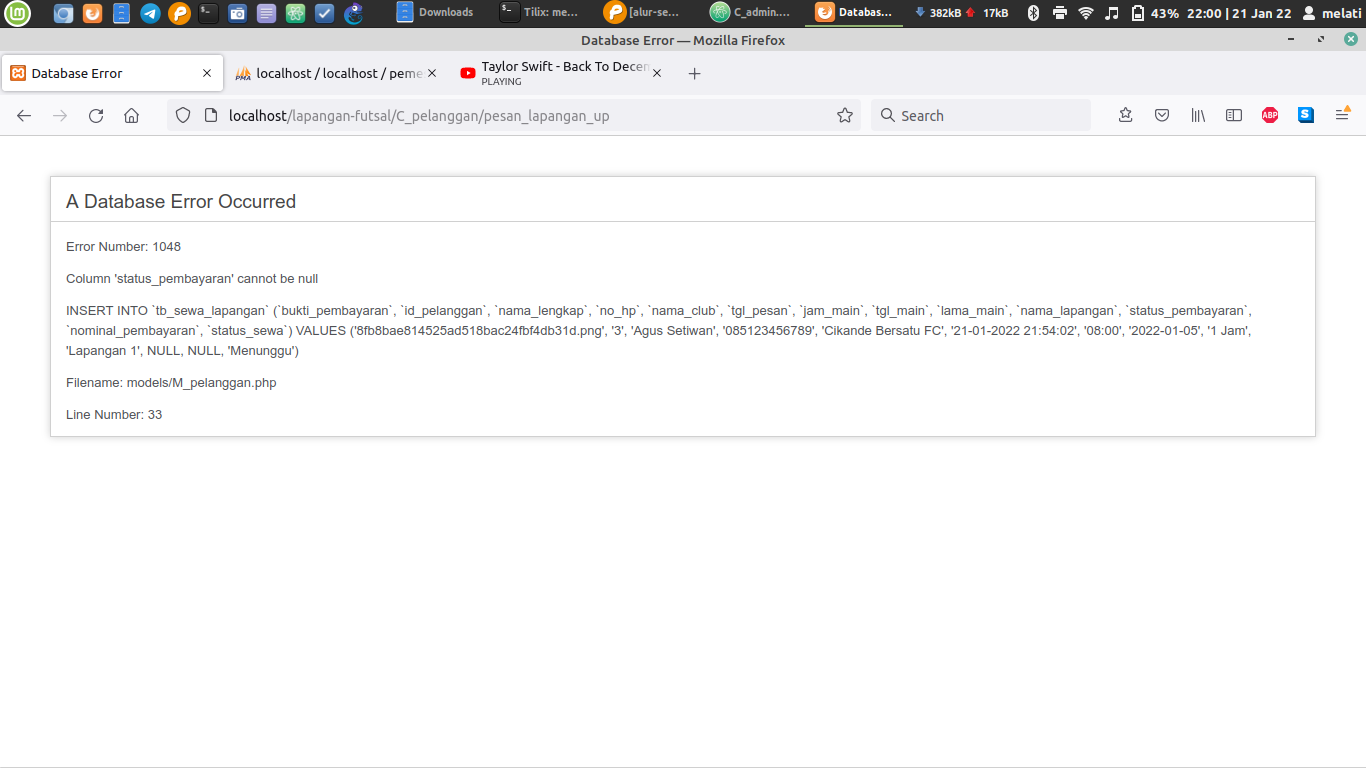 Downloads
Tilix: me...
[alur-se...
C_admin....
Databas...
382kB 17kB
43% 22:00 | 21 Jan 22 melati
Database Error — Mozilla Firefox
Database Error
localhost / localhost / peme
Taylor Swift - Back To Decem
PLAYING
localhost/lapangan-futsal/C_pelanggan/pesan_lapangan_up
Search
ABP
A Database Error Occurred
Error Number: 1048
Column 'status_pembayaran' cannot be null
INSERT INTO `tb_sewa_lapangan` (`bukti_pembayaran`, `id_pelanggan`, `nama_lengkap`, `no_hp`, `nama_club`, `tgl_pesan`, `jam_main`, `tgl_main`, `lama_main`, `nama_lapangan`, `status_pembayaran`,
`nominal_pembayaran`, `status_sewa`) VALUES ('8fb8bae814525ad518bac24fbf4db31d.png', '3', 'Agus Setiwan', '085123456789', 'Cikande Bersatu FC', '21-01-2022 21:54:02', '08:00', '2022-01-05', '1 Jam',
'Lapangan 1', NULL, NULL, 'Menunggu')
Filename: models/M_pelanggan.php
Line Number: 33